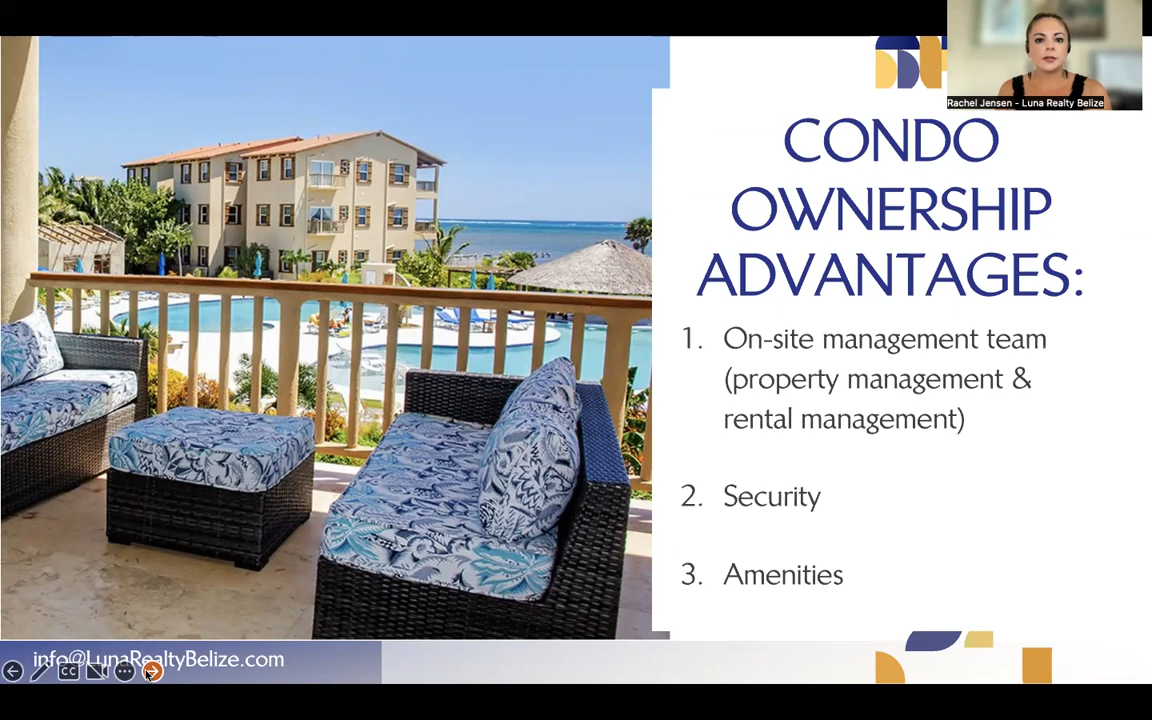 Rachel Jensen - Luna Realty Belize
CONDO
OWNERSHIP
ADVANTAGES:
1. On-site management team
(property management &
rental management)
2. Security
3. Amenities
info@LunaRealtyBelize.com
CC